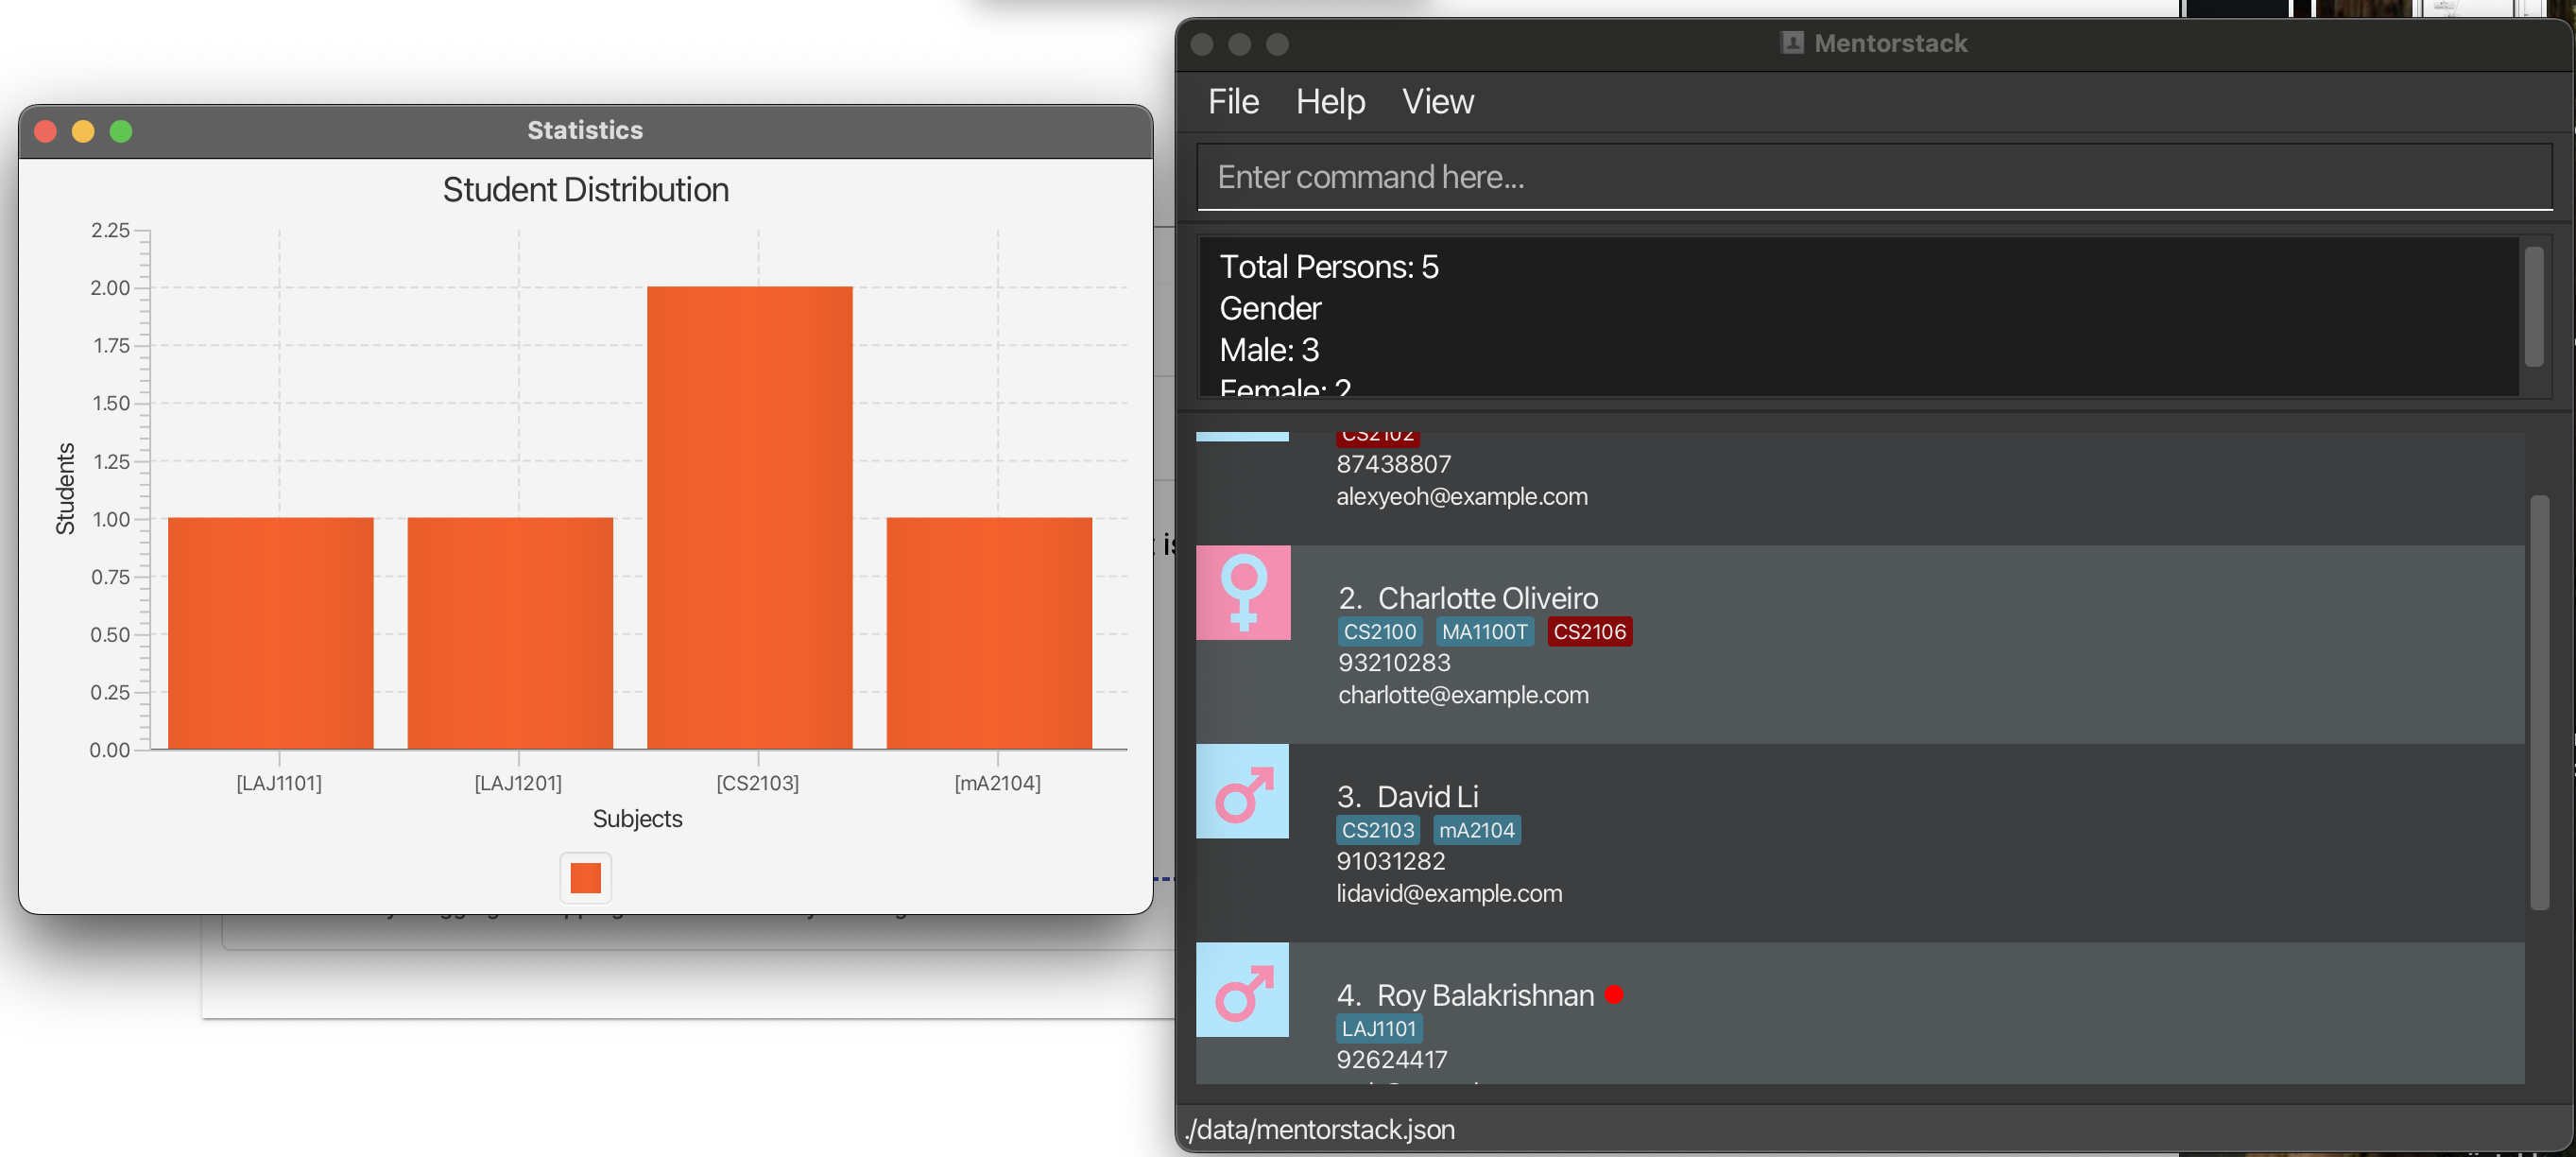 Statistics
Student Distribution
2.25
2.00
1.75
1.50
1.25
1.00
0.75
0.50
0.25
0.00
Students
[LAJ1101] [LAJ1201] [CS2103] [mA2104]
Subjects
Mentorstack
File Help View
Enter command here...
Total Persons: 5
Gender
Male: 3
Female: 2
CS2102
87438807
alexyeoh@example.com
2. Charlotte Oliveiro
CS2100 MA1100T CS2106
93210283
charlotte@example.com
3. David Li
CS2103 mA2104
91031282
lidavid@example.com
4. Roy Balakrishnan
LAJ1101
92624417
./data/mentorstack.json